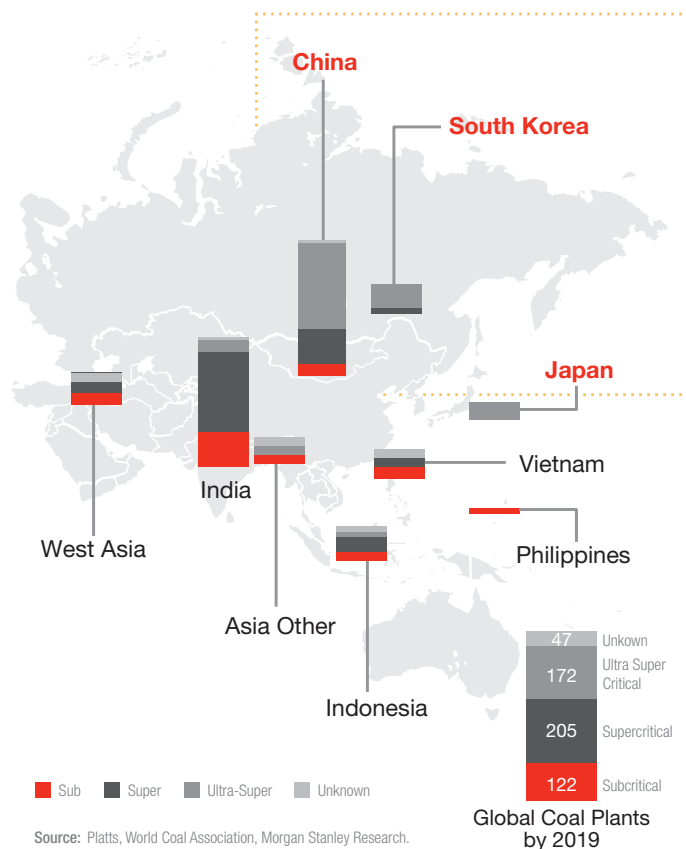 China
South Korea
Japan
Vietnam
India
West Asia
Philippines
Asia Other
Indonesia
47 Unkown
172 Ultra Super
Critical
205 Supercritical
122 Subcritical
Sub Super Ultra-Super Unknown
Global Coal Plants
by 2019
Source: Platts, World Coal Association, Morgan Stanley Research.